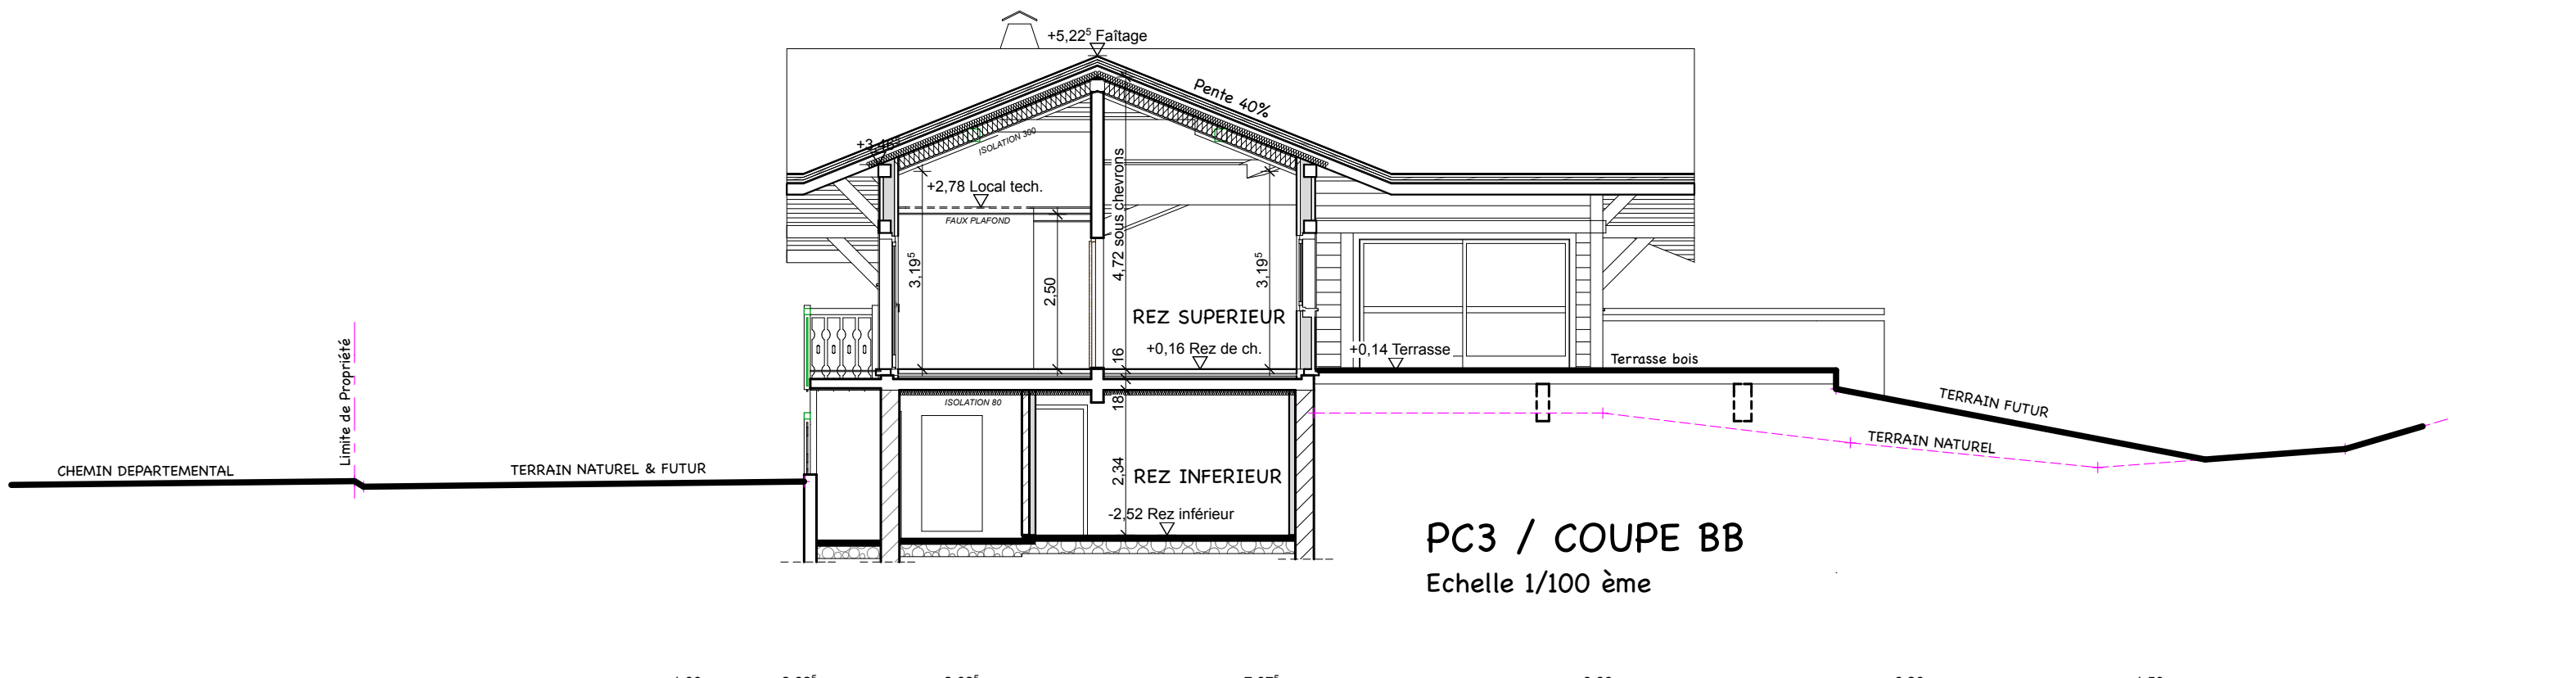 +5,22⁵ Faîtage
Pente 40%
ISOLATION 300
+2,78 Local tech.
FAUX PLAFOND
4,72 sous chevrons
3,19⁵
2,50
3,19⁵
REZ SUPERIEUR
+0,16 Rez de ch.
16
+0,14 Terrasse
Terrasse bois
Limite de Propriété
ISOLATION 80
18
TERRAIN FUTUR
TERRAIN NATUREL
CHEMIN DEPARTEMENTAL
TERRAIN NATUREL & FUTUR
2,34
REZ INFERIEUR
-2,52 Rez inférieur
PC3 / COUPE BB
Echelle 1/100 ème